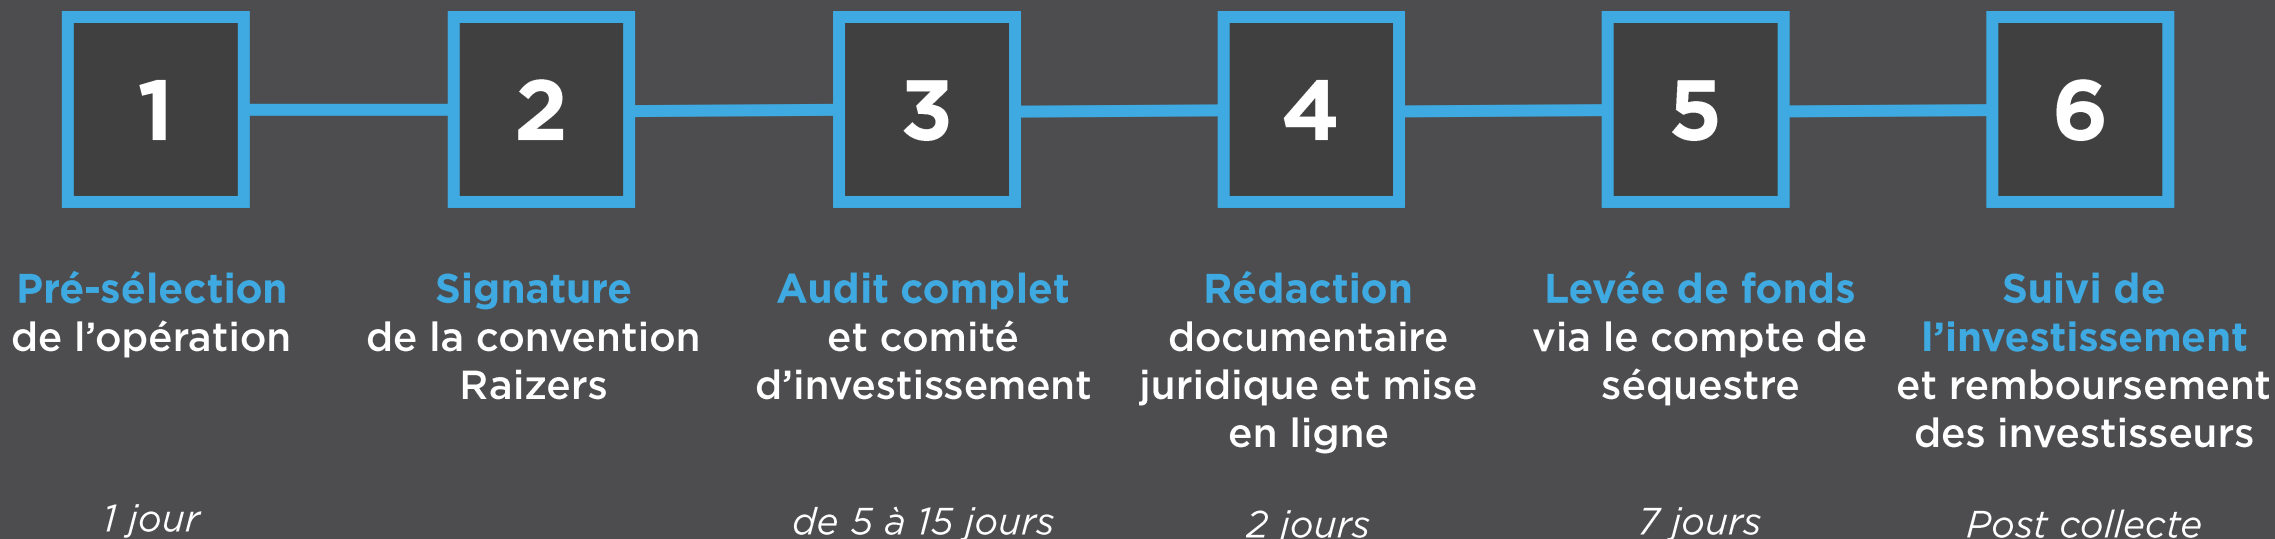 1
2
3
4
5
6
Pré-sélection
de l’opération
1 jour
Signature
de la convention
Raizers
Audit complet
et comité
d’investissement
de 5 à 15 jours
Rédaction
documentaire
juridique et mise
en ligne
2 jours
Levée de fonds
via le compte de
séquestre
7 jours
Suivi de
l’investissement
et remboursement
des investisseurs
Post collecte